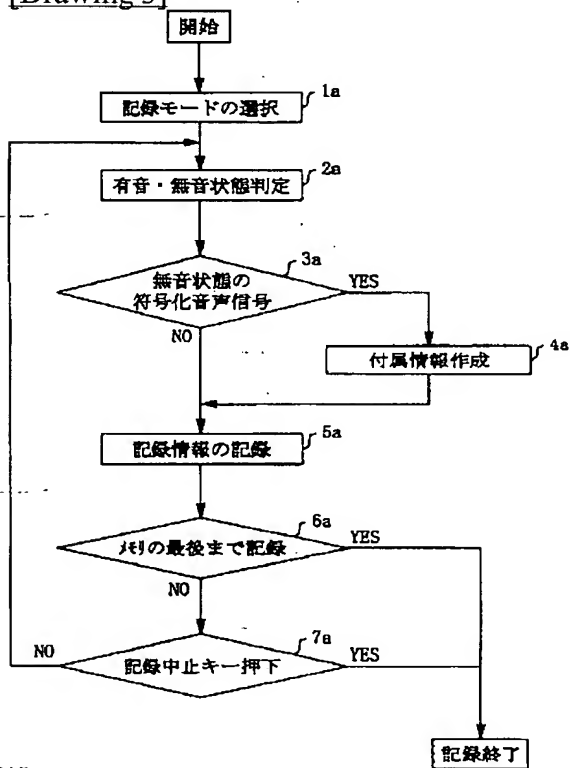 開始
記録モードの選択
1a
有音・無音状態判定
2a
無音状態の
符号化音声信号
3a
YES
NO
付属情報作成
4a
記録情報の記録
5a
メモリの最後まで記録
6a
YES
NO
記録中止キー押下
7a
NO
YES
記録終了